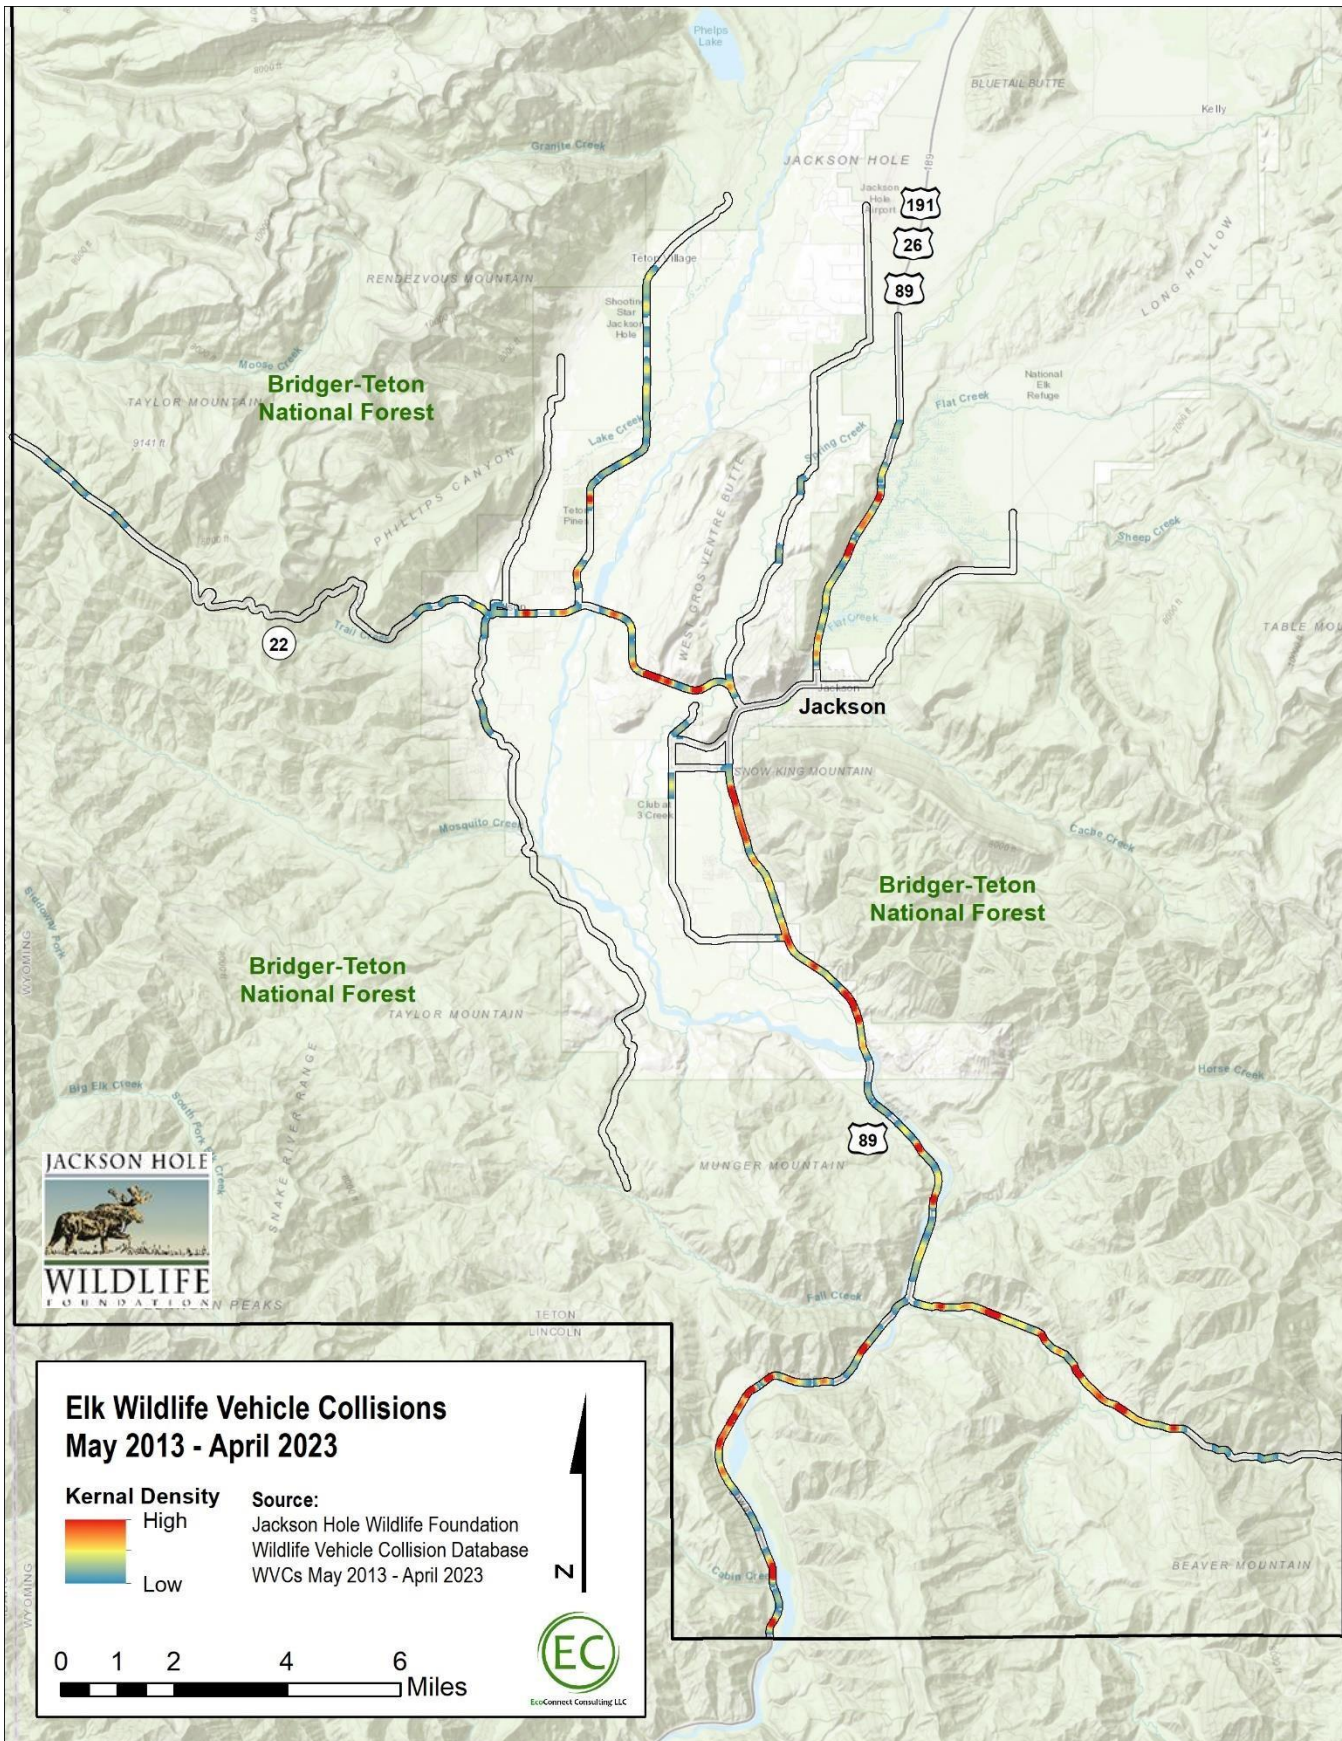 Phelps
Lake
8000 ft
BLUETAIL BUTTE
Kelly
Granite Creek
JACKSON HOLE
189
Jackson
Hole
Airport
191
26
89
Teton Village
RENDEZVOUS MOUNTAIN
LONG HOLLOW
Shooting
Star
Jackson
Hole
Moose Creek
Bridger-Teton
National Forest
TAYLOR MOUNTAIN
9141 ft
National
Elk
Refuge
Flat Creek
Lake Creek
Spring Creek
PHILLIPS CANYON
WEST GROS VENTRE BUTTE
Teton
Pines
Sheep Creek
Flat Creek
22
Trail Creek
TABLE MOU
Jackson
Jackson
SNOW KING MOUNTAIN
Club at
3 Creek
Mosquito Creek
Cache Creek
Bridger-Teton
National Forest
WYOMING
Bridger-Teton
National Forest
TAYLOR MOUNTAIN
SNAKE RIVER RANGE
Big Elk Creek
Horse Creek
89
MUNGER MOUNTAIN
JACKSON HOLE
WILDLIFE
FOUNDATION
N PEAKS
Fall Creek
TETON
LINCOLN
Elk Wildlife Vehicle Collisions
May 2013 - April 2023
Kernal Density
High
Low
Source:
Jackson Hole Wildlife Foundation
Wildlife Vehicle Collision Database
WVCs May 2013 - April 2023
N
0 1 2 4 6
Miles
EC
EcoConnect Consulting LLC
Cabin Creek
BEAVER MOUNTAIN
WYOMING